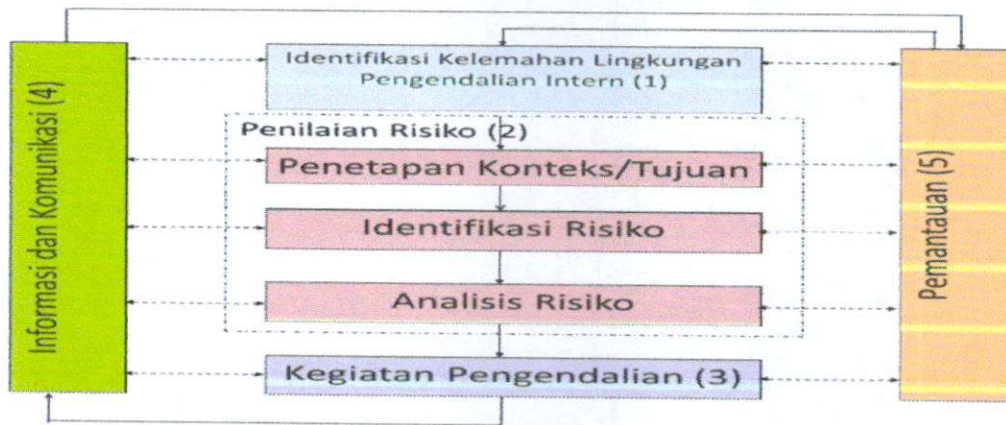 Identifikasi Kelemahan Lingkungan
Pengendalian Intern (1)
Penilaian Risiko (2)
Penetapan Konteks/Tujuan
Identifikasi Risiko
Analisis Risiko
Kegiatan Pengendalian (3)
Informasi dan Komunikasi (4)
Pemantauan (5)